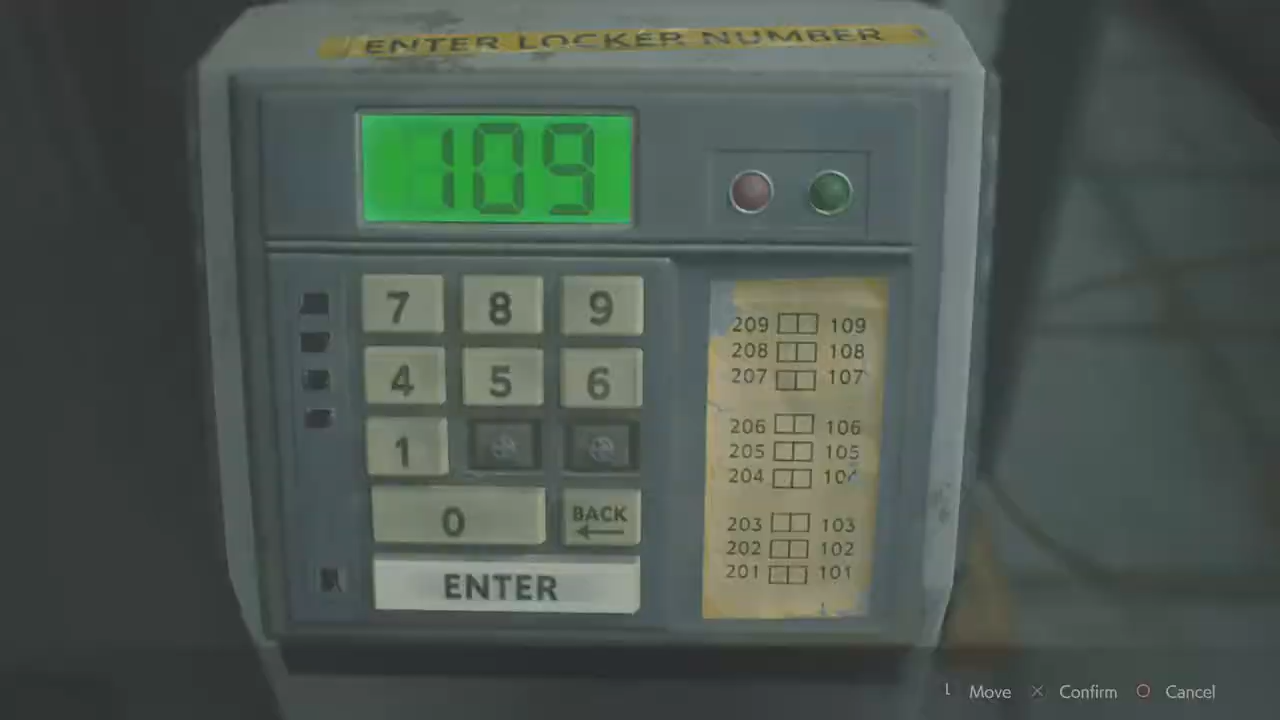 ENTER LOCKER NUMBER
109
7 8 9
4 5 6
1
0 BACK
ENTER
209 109
208 108
207 107
206 106
205 105
204 104
203 103
202 102
201 101
L Move X Confirm O Cancel